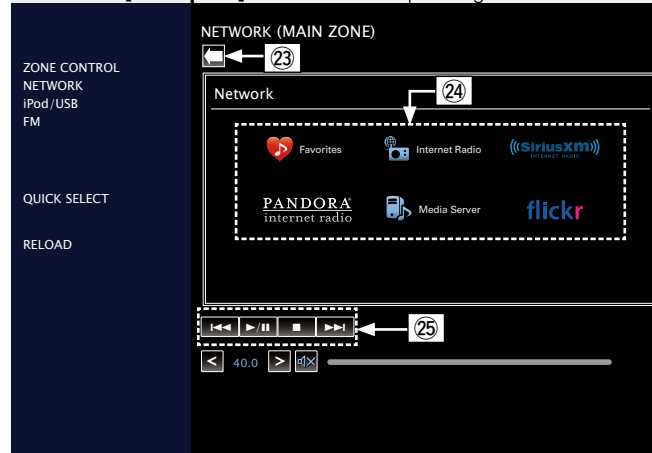 NETWORK (MAIN ZONE)
23
ZONE CONTROL
NETWORK
iPod/USB
FM
QUICK SELECT
RELOAD
Network
24
Favorites
Internet Radio
(((SiriusXM)))
INTERNET RADIO
PANDORA
internet radio
Media Server
flickr
25
< 40.0 >